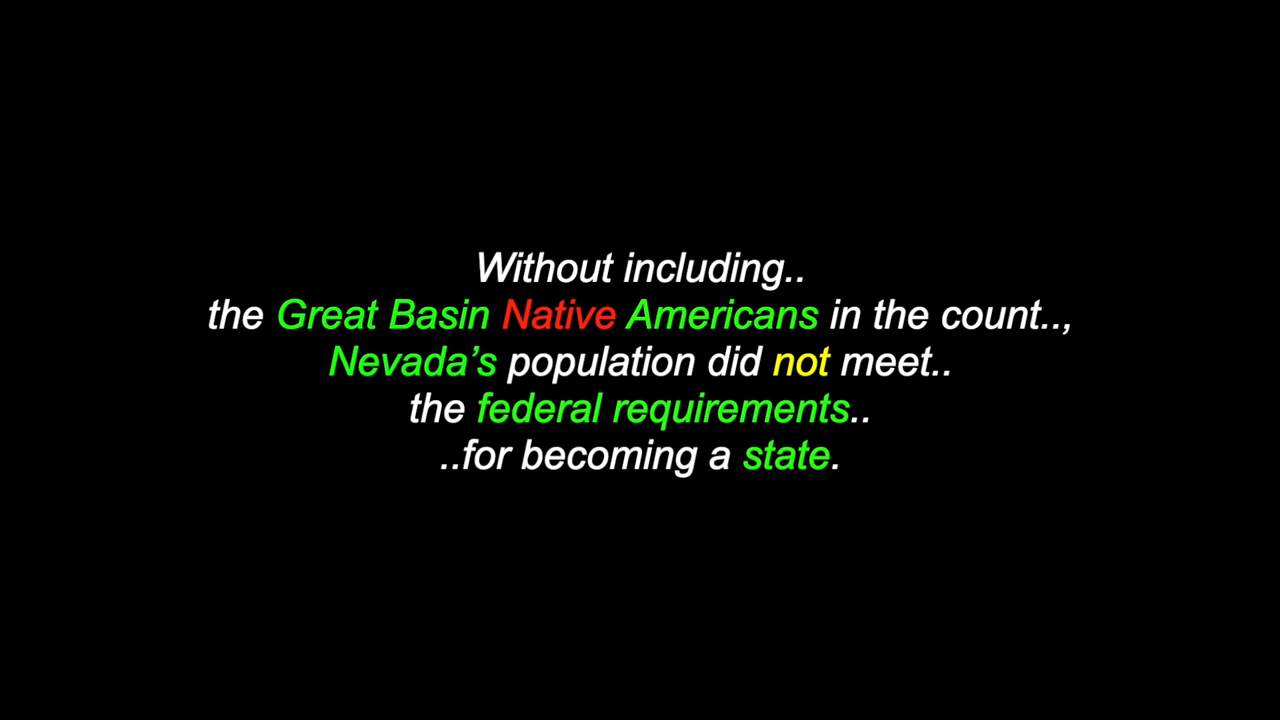 Without including..
the Great Basin Native Americans in the count..,
Nevada’s population did not meet..
the federal requirements..
..for becoming a state.